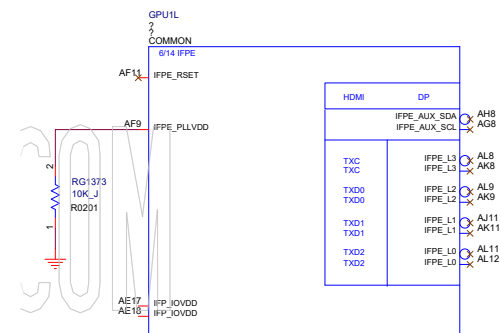 GPU1L
?
?
COMMON
6/14 IFPE
AF11 IFPE_RSET
HDMI DP
IFPE_AUX_SDA AH8
IFPE_AUX_SCL AG8
AF9 IFPE_PLLVDD
TXC IFPE_L3 AL8
TXC IFPE_L3 AK8
2
RG1373
10K_J
R0201
1
TXD0 IFPE_L2 AL9
TXD0 IFPE_L2 AK9
TXD1 IFPE_L1 AJ11
TXD1 IFPE_L1 AK11
TXD2 IFPE_L0 AL11
TXD2 IFPE_L0 AL12
AE17 IFP_IOVDD
AE18 IFP_IOVDD
COM